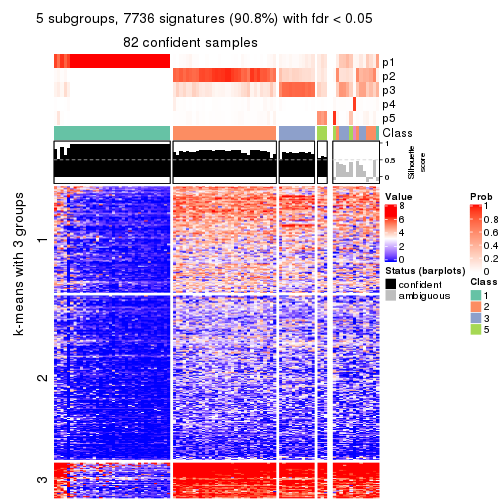 5 subgroups, 7736 signatures (90.8%) with fdr < 0.05
82 confident samples
p1
p2
p3
p4
p5
Class
1
0.5
0
Silhouette
score
k-means with 3 groups
1
2
3
Value
8
6
4
2
0
Status (barplots)
confident
ambiguous
Prob
1
0.8
0.6
0.4
0.2
0
Class
1
2
3
5